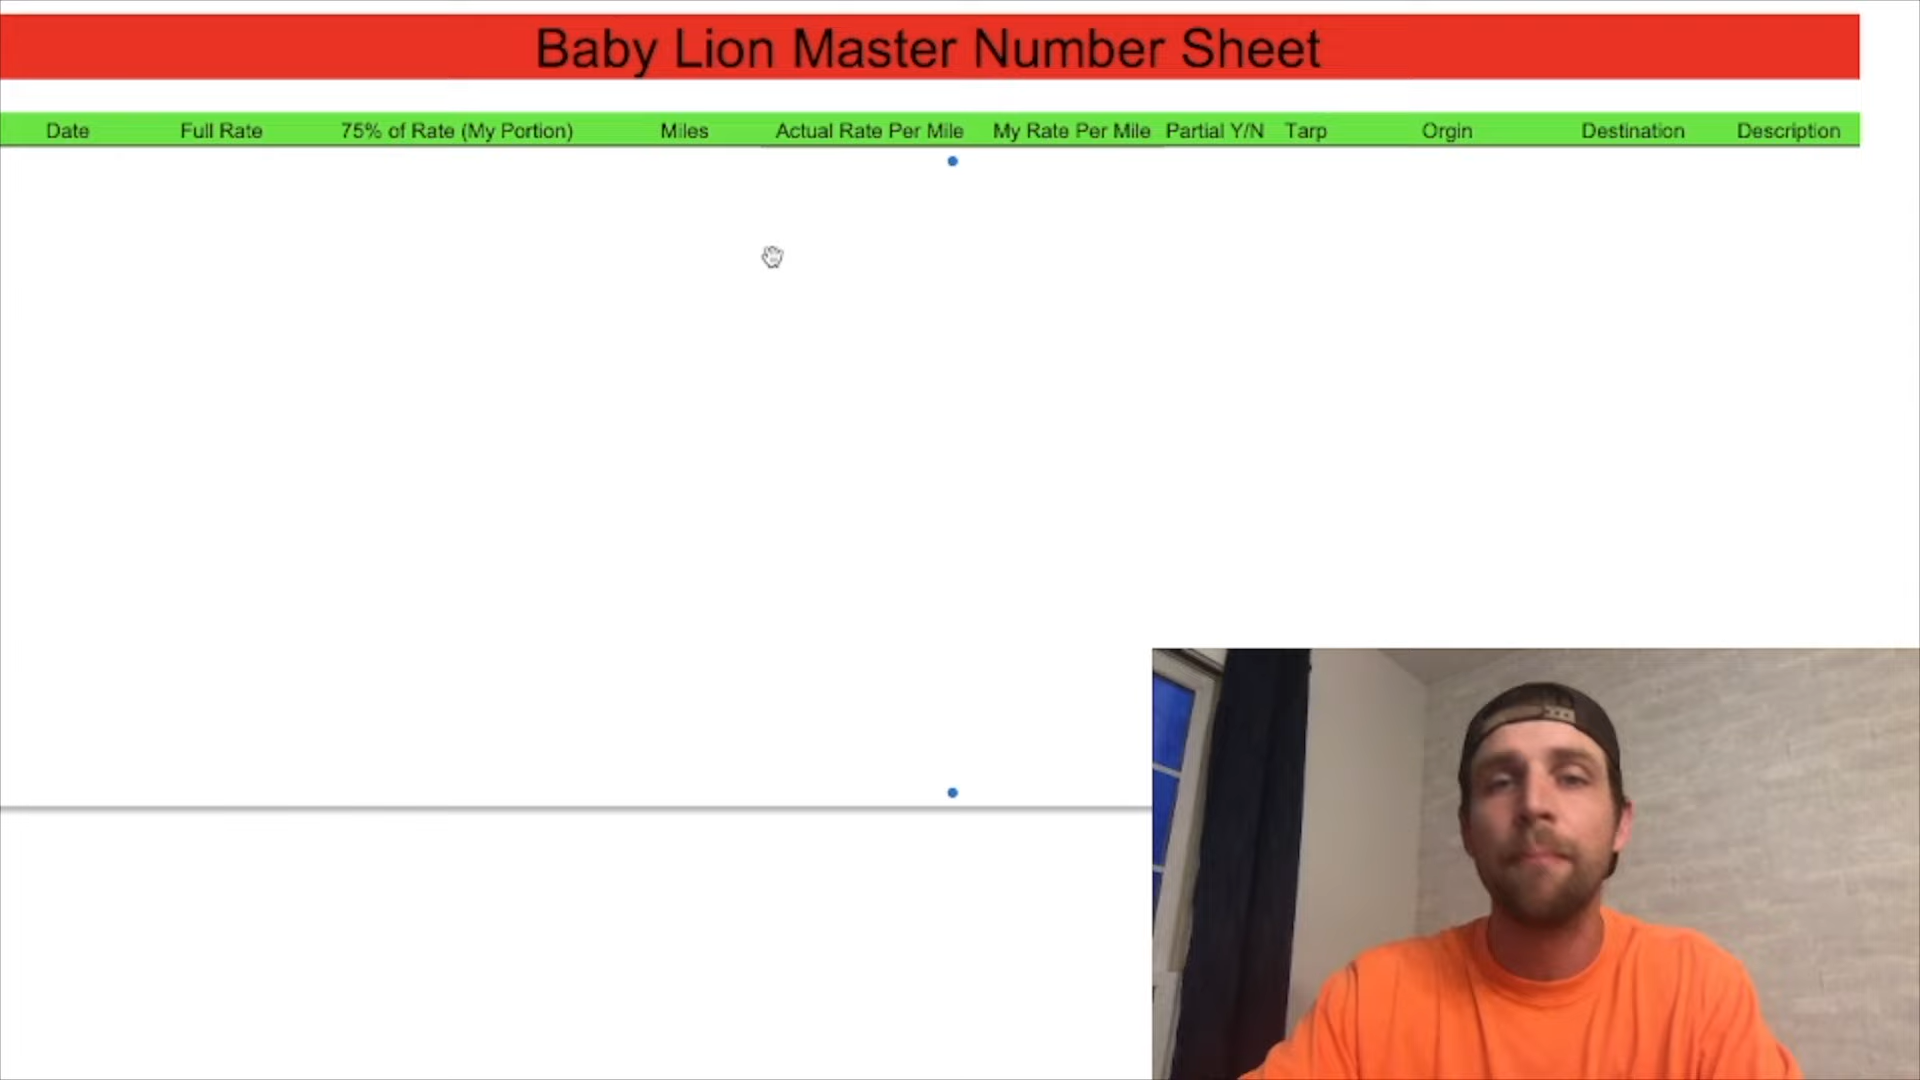 Baby Lion Master Number Sheet
Date Full Rate 75% of Rate (My Portion) Miles Actual Rate Per Mile My Rate Per Mile Partial Y/N Tarp Orgin Destination Description